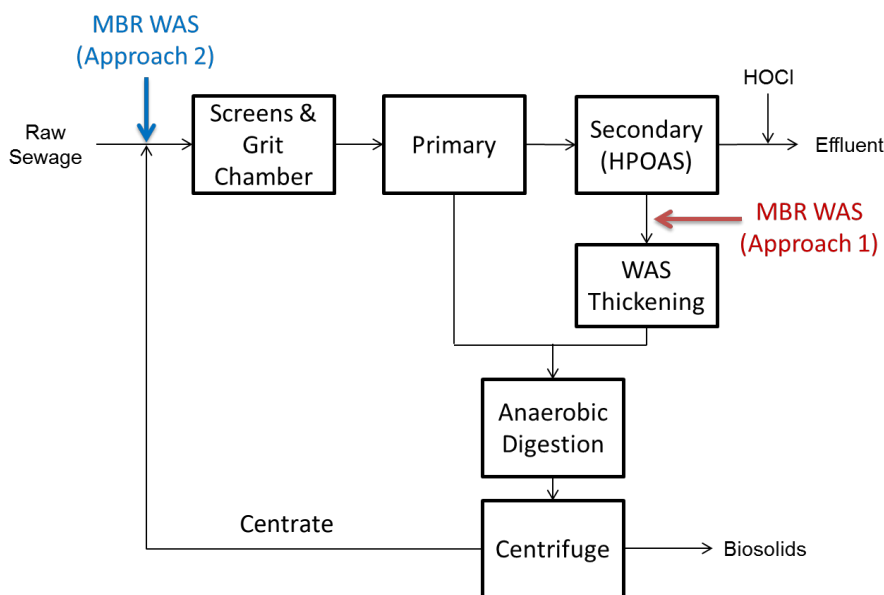 MBR WAS
(Approach 2)
HOCl
Raw
Sewage
Screens &
Grit
Chamber
Primary
Secondary
(HPOAS)
Effluent
MBR WAS
(Approach 1)
WAS
Thickening
Anaerobic
Digestion
Centrate
Centrifuge
Biosolids